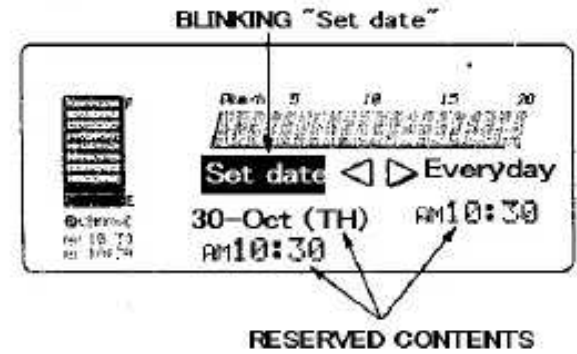 BLINKING "Set date"
5 10 15 20
Set date ◁ ▷ Everyday
30-Oct (TH) AM10:30
AM10:30
RESERVED CONTENTS